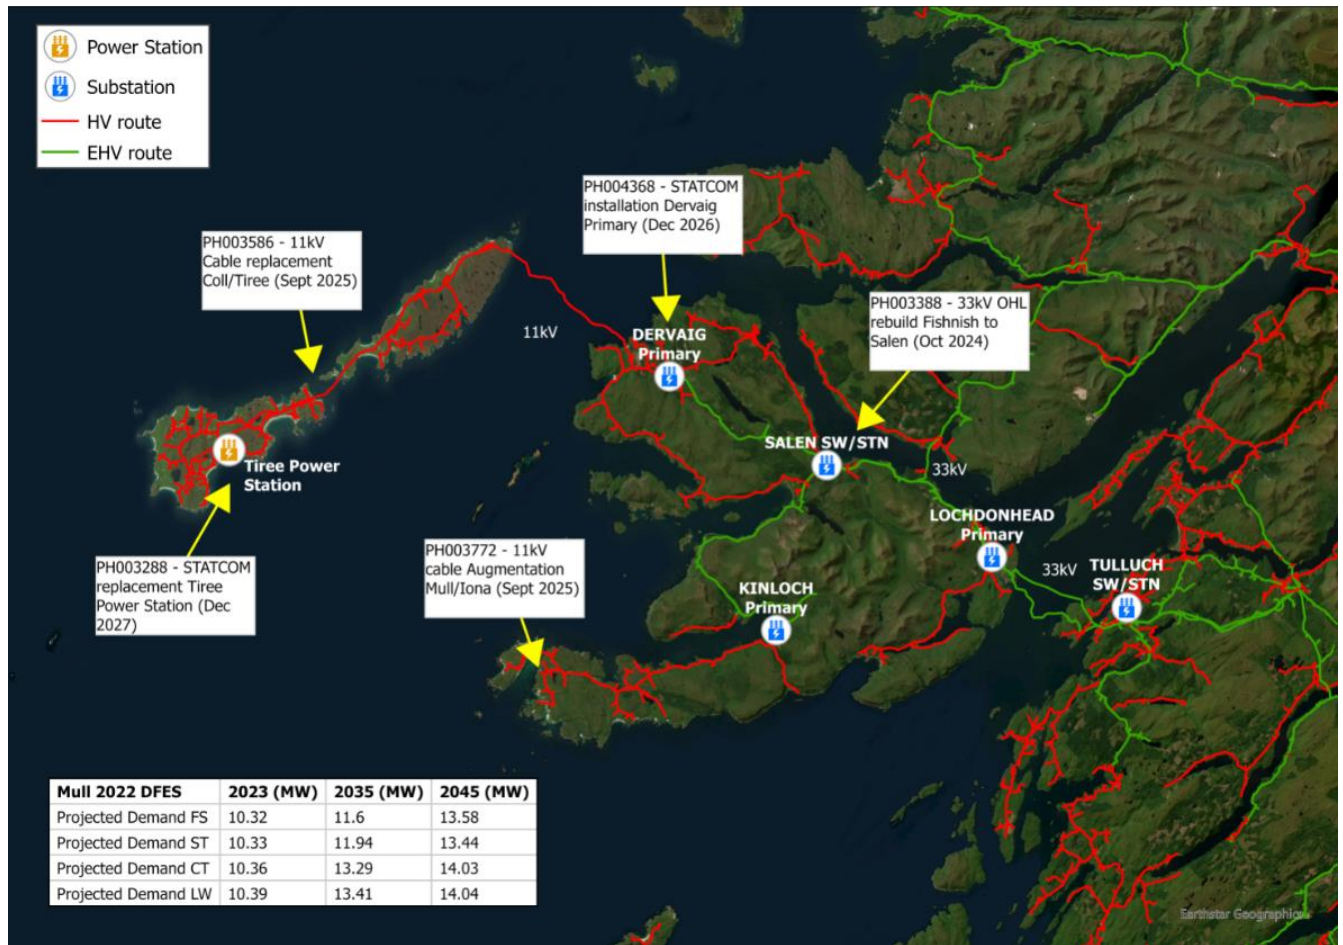 Power Station
Substation
HV route
EHV route
PH004368 - STATCOM
installation Dervaig
Primary (Dec 2026)
PH003586 - 11kV
Cable replacement
Coll/Tiree (Sept 2025)
PH003388 - 33kV OHL
rebuild Fishnish to
Salen (Oct 2024)
11kV
DERVAIG
Primary
SALEN SW/STN
33kV
Tiree Power
Station
LOCHDONHEAD
Primary
PH003772 - 11kV
cable Augmentation
Mull/Iona (Sept 2025)
PH003288 - STATCOM
replacement Tiree
Power Station (Dec
2027)
33kV
TULLUCH
SW/STN
KINLOCH
Primary
Mull 2022 DFES 2023 (MW) 2035 (MW) 2045 (MW)
Projected Demand FS 10.32 11.6 13.58
Projected Demand ST 10.33 11.94 13.44
Projected Demand CT 10.36 13.29 14.03
Projected Demand LW 10.39 13.41 14.04
Earthstar Geographics